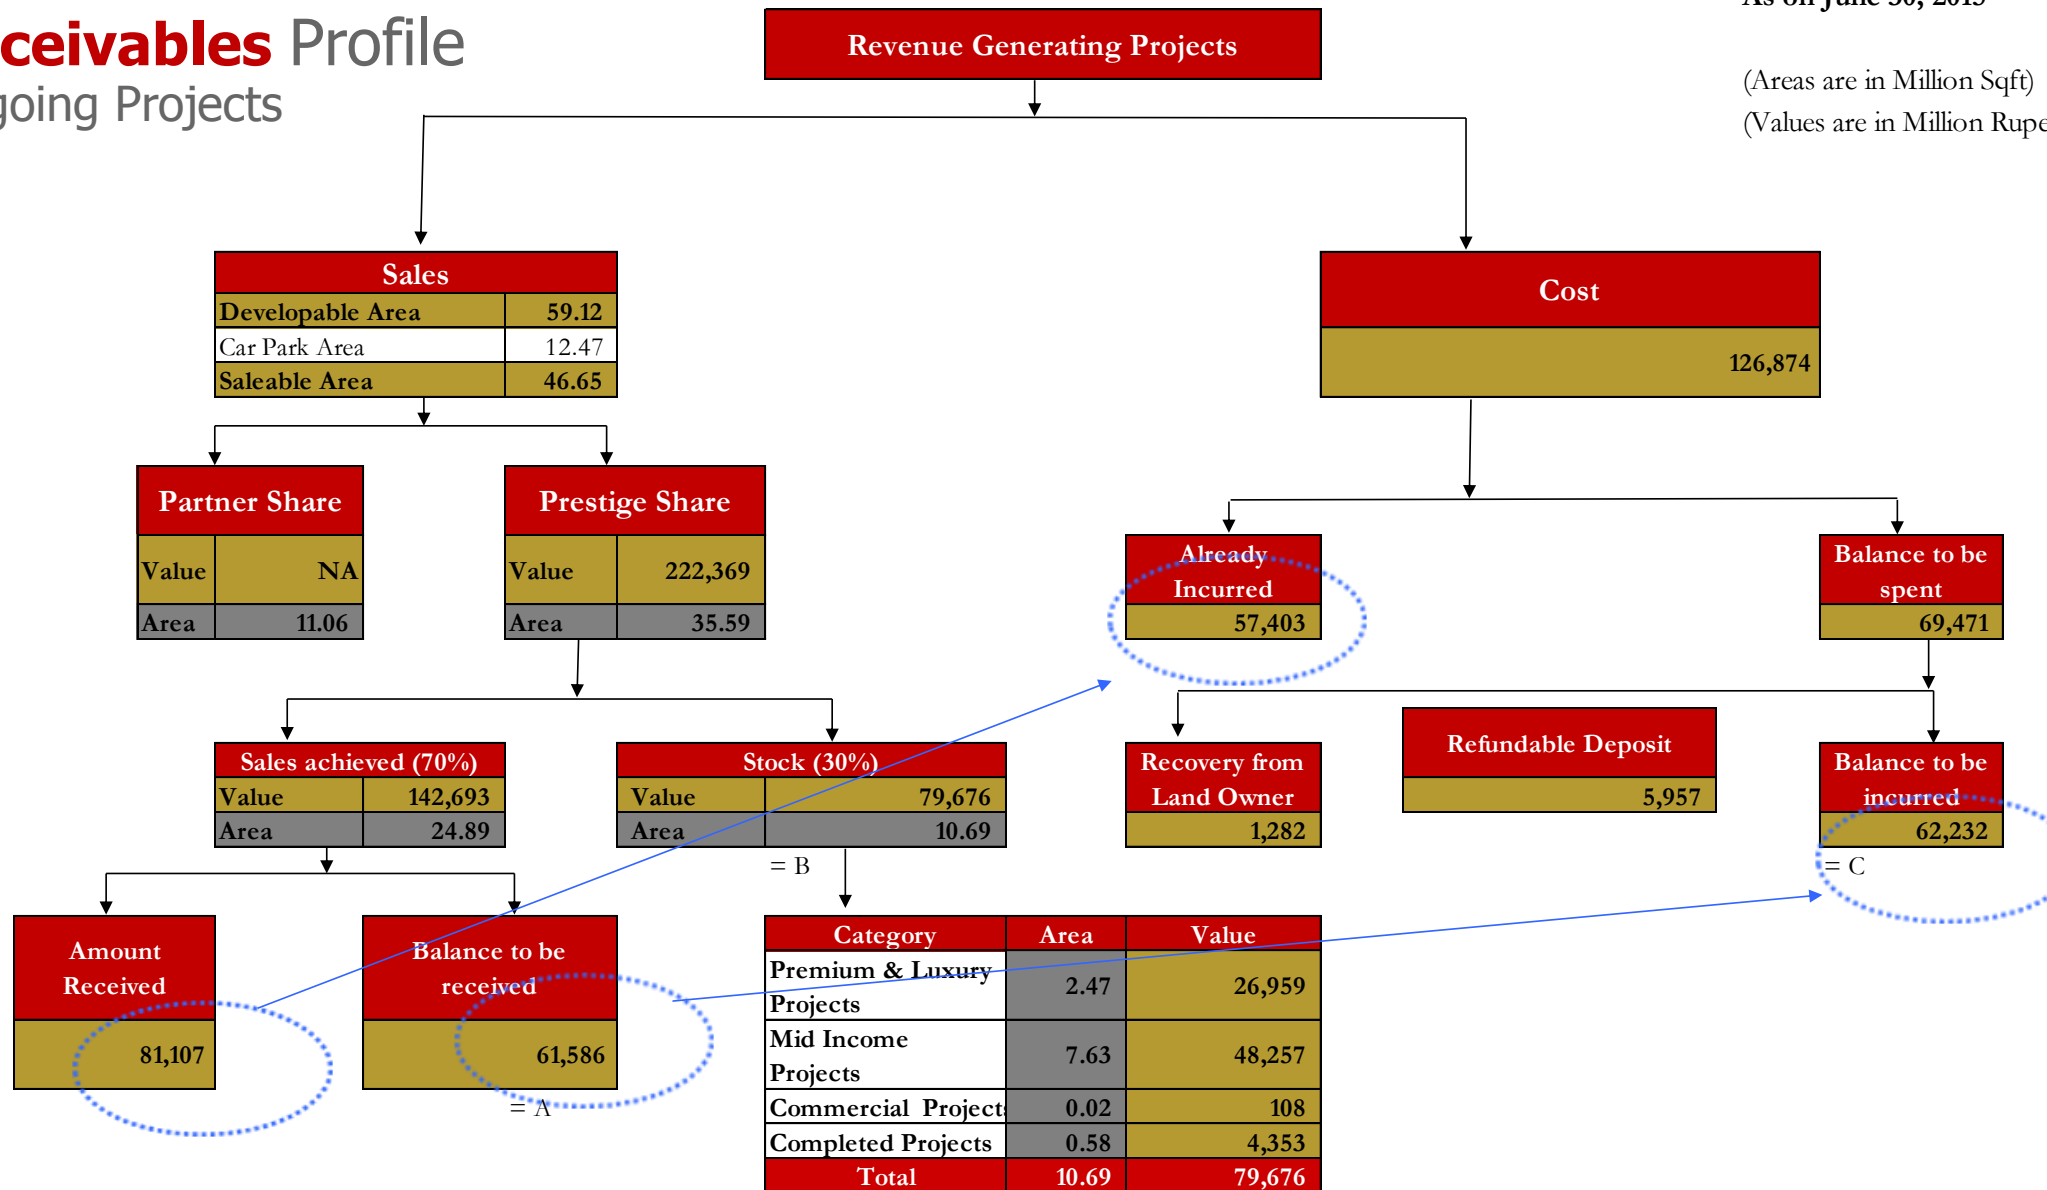 ceivables Profile
going Projects
As on June 30, 2015
(Areas are in Million Sqft)
(Values are in Million Rupe
Revenue Generating Projects
Sales
Developable Area 59.12
Car Park Area 12.47
Saleable Area 46.65
Cost
126,874
Partner Share
Value NA
Area 11.06
Prestige Share
Value 222,369
Area 35.59
Already
Incurred
57,403
Balance to be
spent
69,471
Sales achieved (70%)
Value 142,693
Area 24.89
Stock (30%)
Value 79,676
Area 10.69
= B
Recovery from
Land Owner
1,282
Refundable Deposit
5,957
Balance to be
incurred
62,232
= C
Amount
Received
81,107
Balance to be
received
61,586
= A
Category Area Value
Premium & Luxury
Projects 2.47 26,959
Mid Income
Projects 7.63 48,257
Commercial Projects 0.02 108
Completed Projects 0.58 4,353
Total 10.69 79,676